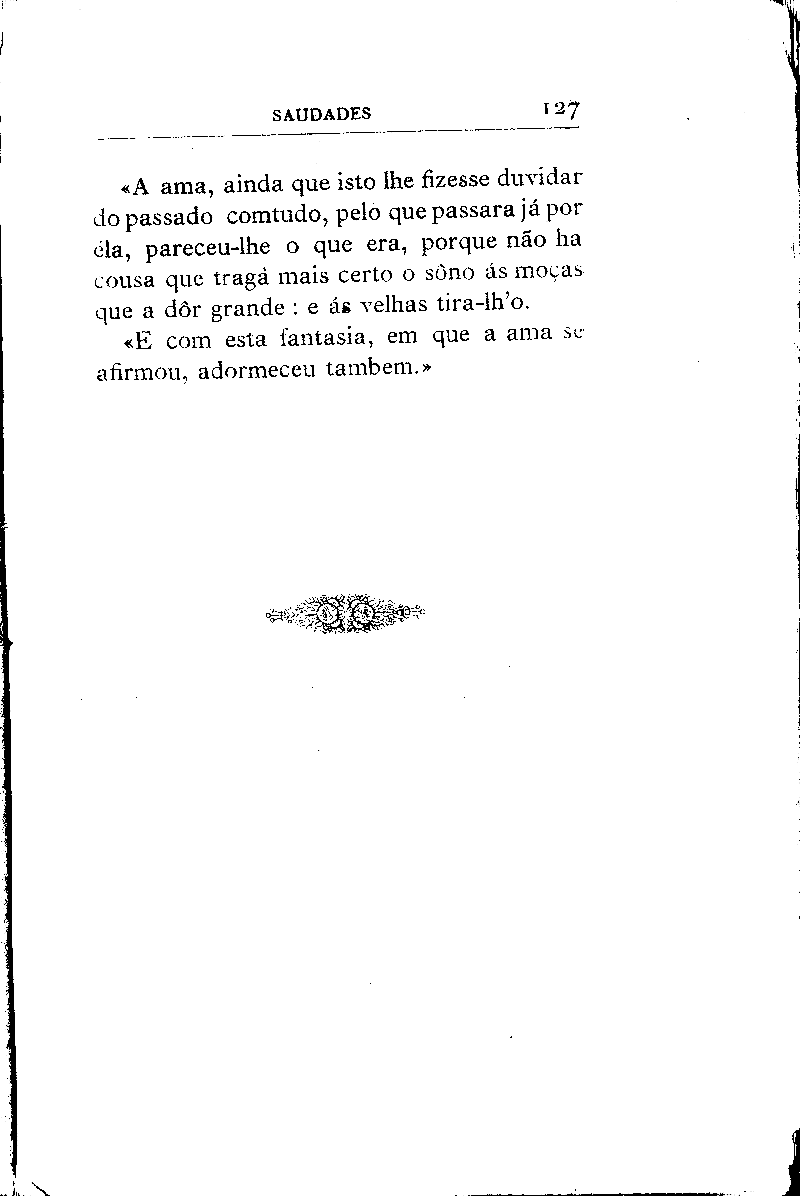 SAUDADES 127
«A ama, ainda que isto lhe fizesse duvidar
do passado comtudo, pelo que passara já por
éla, pareceu-lhe o que era, porque não ha
cousa que tragà mais certo o sôno ás moças
que a dôr grande : e ás velhas tira-lh'o.
«E com esta fantasia, em que a ama se
afirmou, adormeceu tambem.»